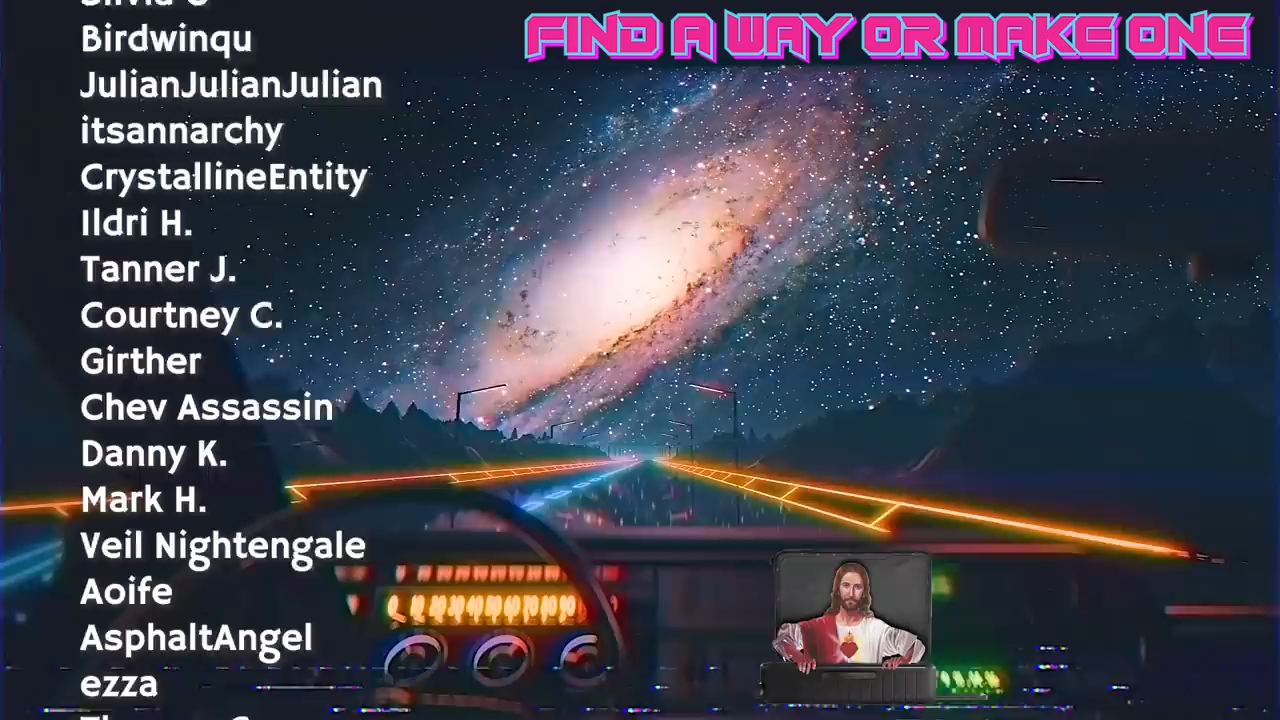 FIND A WAY OR MAKE ONE
Birdwinqu
JulianJulianJulian
itsannarchy
CrystallineEntity
Ildri H.
Tanner J.
Courtney C.
Girther
Chev Assassin
Danny K.
Mark H.
Veil Nightengale
Aoife
AsphaltAngel
ezza